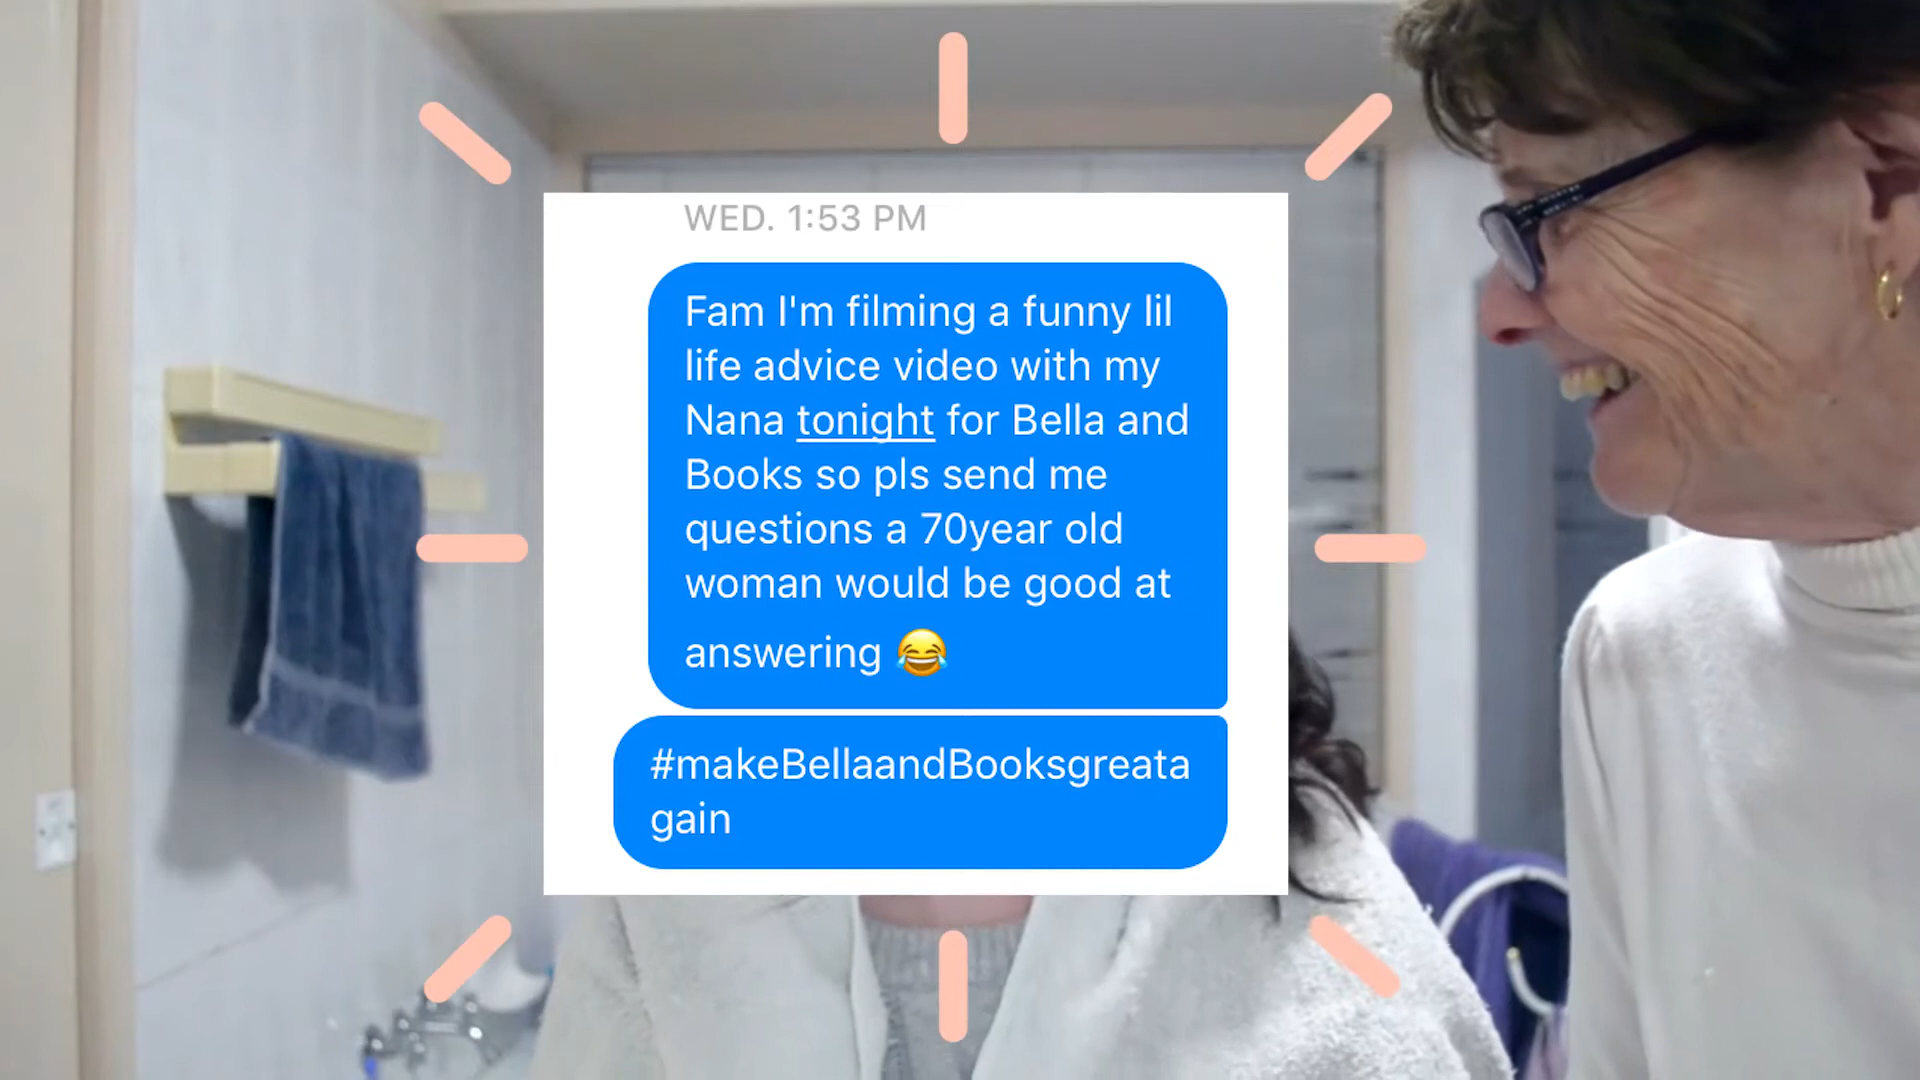 WED. 1:53 PM
Fam I'm filming a funny lil
life advice video with my
Nana tonight for Bella and
Books so pls send me
questions a 70year old
woman would be good at
answering 😂
#makeBellaandBooksgreata
gain